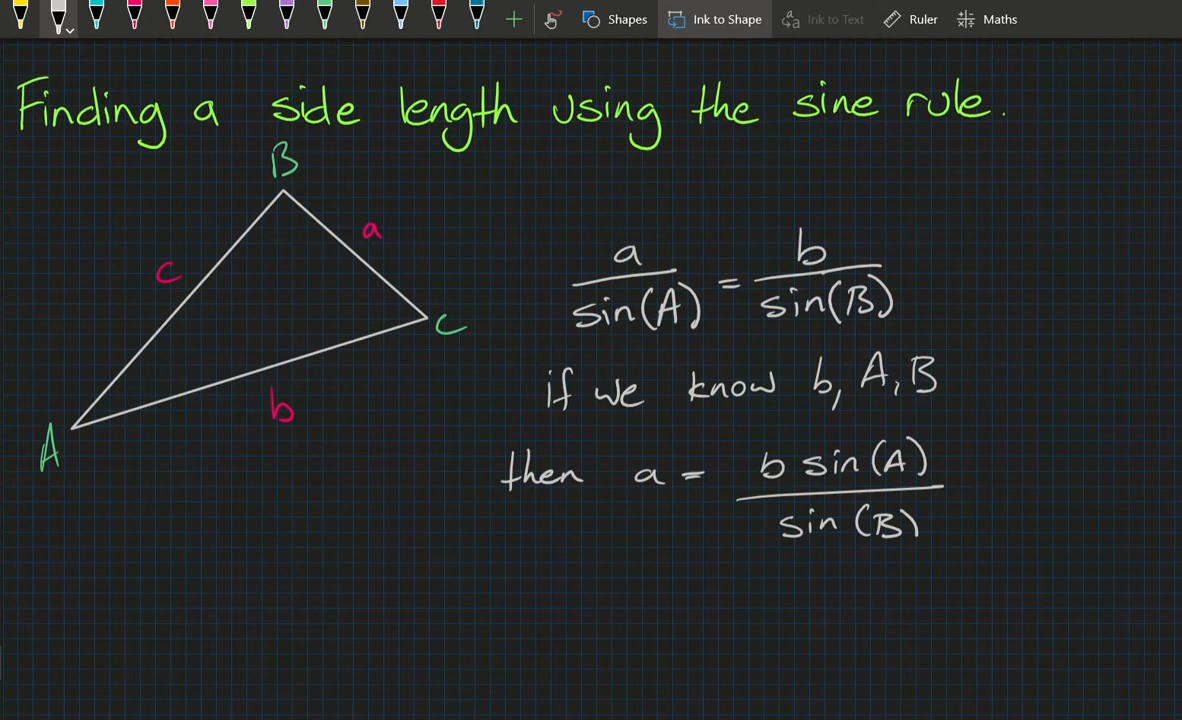 Shapes Ink to Shape Ink to Text Ruler Maths
Finding a side length using the sine rule.
B
a
c
C
b
A
a / sin(A) = b / sin(B)
if we know b, A, B
then a = b sin(A) / sin(B)